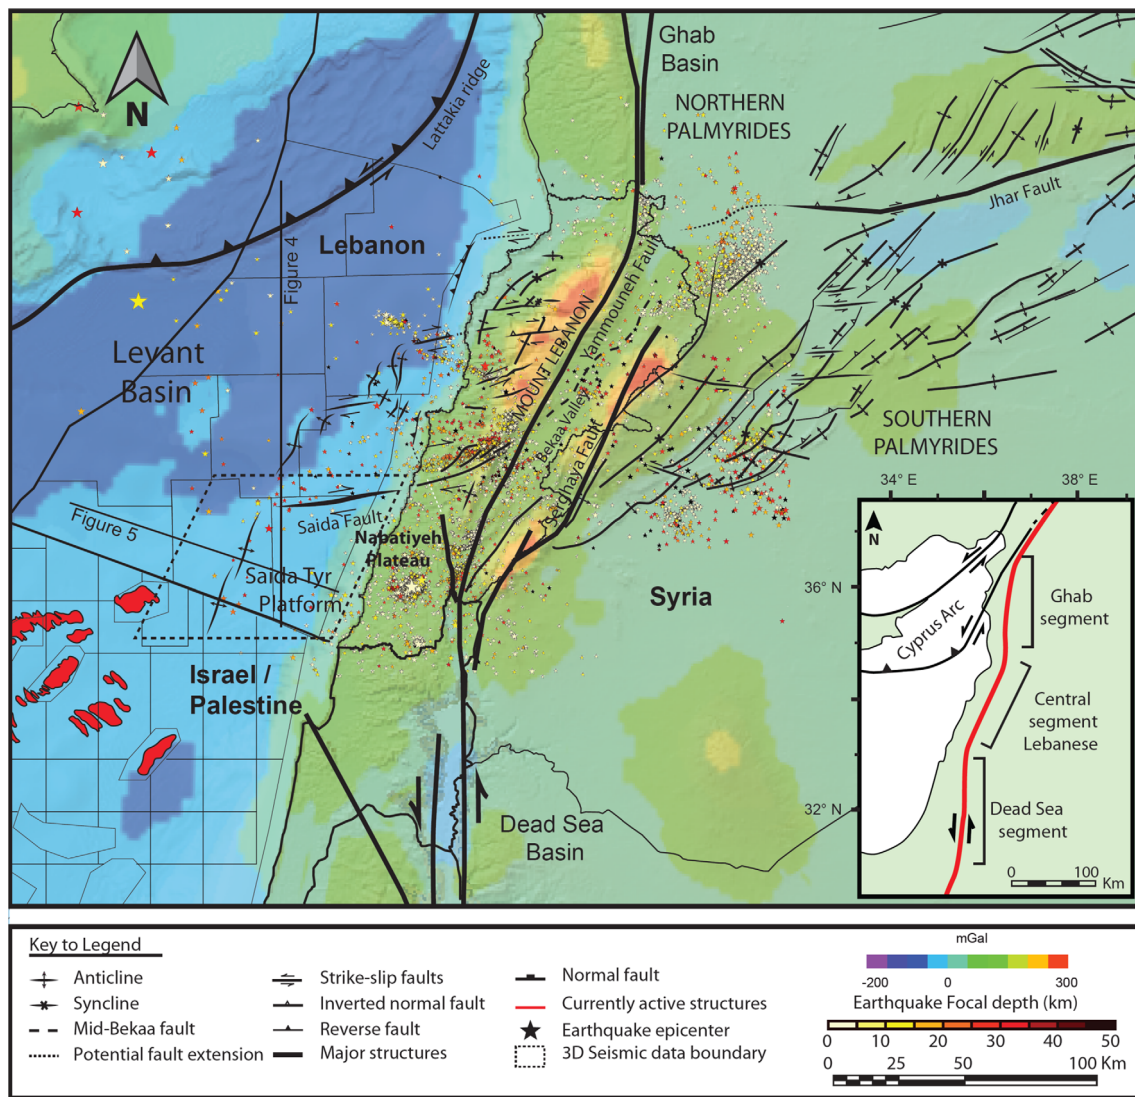 Ghab
Basin
NORTHERN
PALMYRIDES
N
Lattakia ridge
Jhar Fault
Lebanon
Figure 4
Yammouneh Fault
Levant
Basin
MOUNT LEBANON
Bekaa Valley
SOUTHERN
PALMYRIDES
Serghaya Fault
Figure 5
Saida Fault
Nabatiyeh
Plateau
Saida Tyr
Platform
Syria
Israel /
Palestine
Dead Sea
Basin
34° E
38° E
N
36° N
Cyprus Arc
Ghab
segment
Central
segment
Lebanese
32° N
Dead Sea
segment
0 100
Km
Key to Legend
Anticline
Syncline
Mid-Bekaa fault
Potential fault extension
Strike-slip faults
Inverted normal fault
Reverse fault
Major structures
Normal fault
Currently active structures
Earthquake epicenter
3D Seismic data boundary
mGal
-200 0 300
Earthquake Focal depth (km)
0 10 20 30 40 50
0 25 50 100 Km